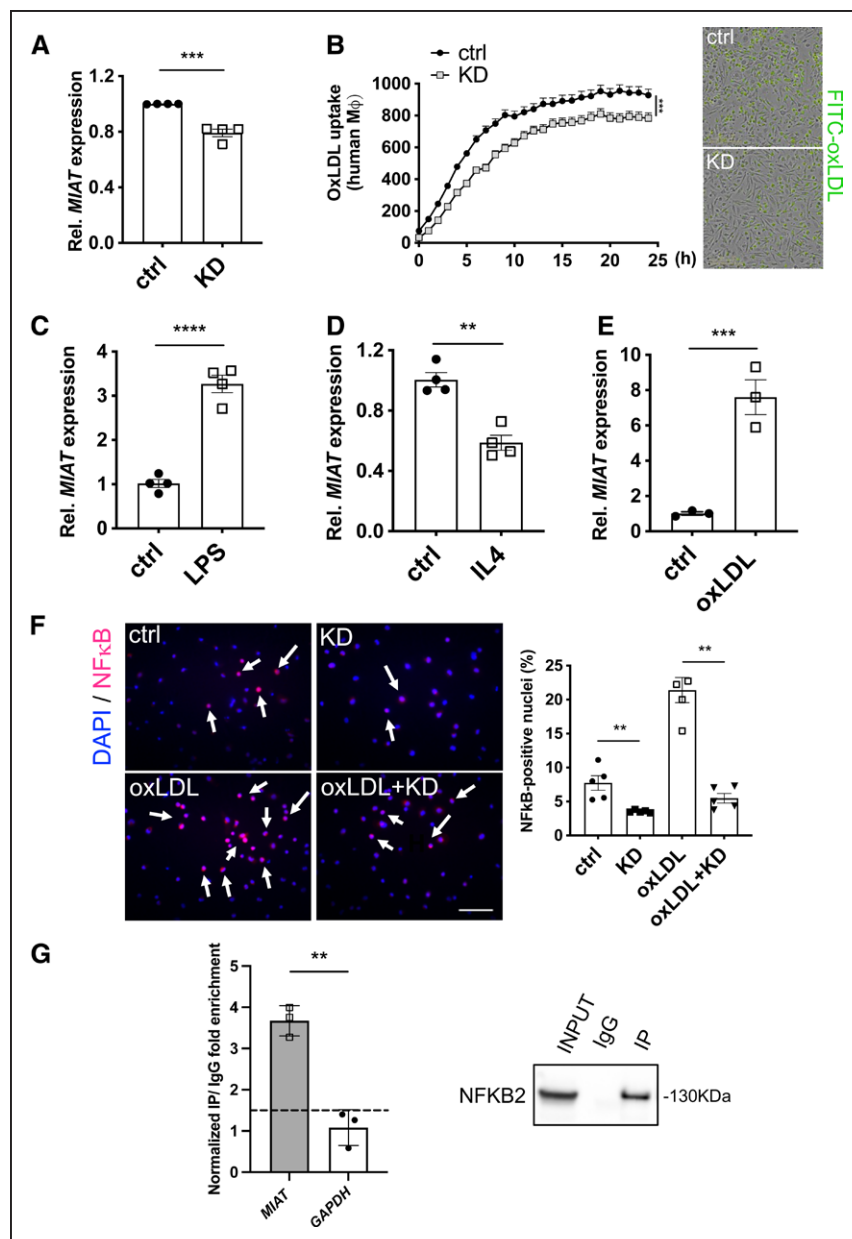 A
***
Rel. MIAT expression
1.2
0.8
0.4
0.0
ctrl
KD
B
ctrl
KD
OxLDL uptake
(human Mϕ)
1000
800
600
400
200
0
***
0
5
10
15
20
25
(h)
ctrl
KD
FITC-oxLDL
C
****
Rel. MIAT expression
5
4
3
2
1
0
ctrl
LPS
D
**
Rel. MIAT expression
1.2
0.8
0.4
0.0
ctrl
IL4
E
***
Rel. MIAT expression
10
8
6
4
2
0
ctrl
oxLDL
F
DAPI / NFκB
ctrl
KD
oxLDL
oxLDL+KD
NFkB-positive nuclei (%)
25
20
15
10
5
0
**
**
ctrl
KD
oxLDL
oxLDL+KD
G
**
Normalized IP/ IgG fold enrichment
5
4
3
2
1
0
MIAT
GAPDH
INPUT
IgG
IP
NFKB2
-130KDa